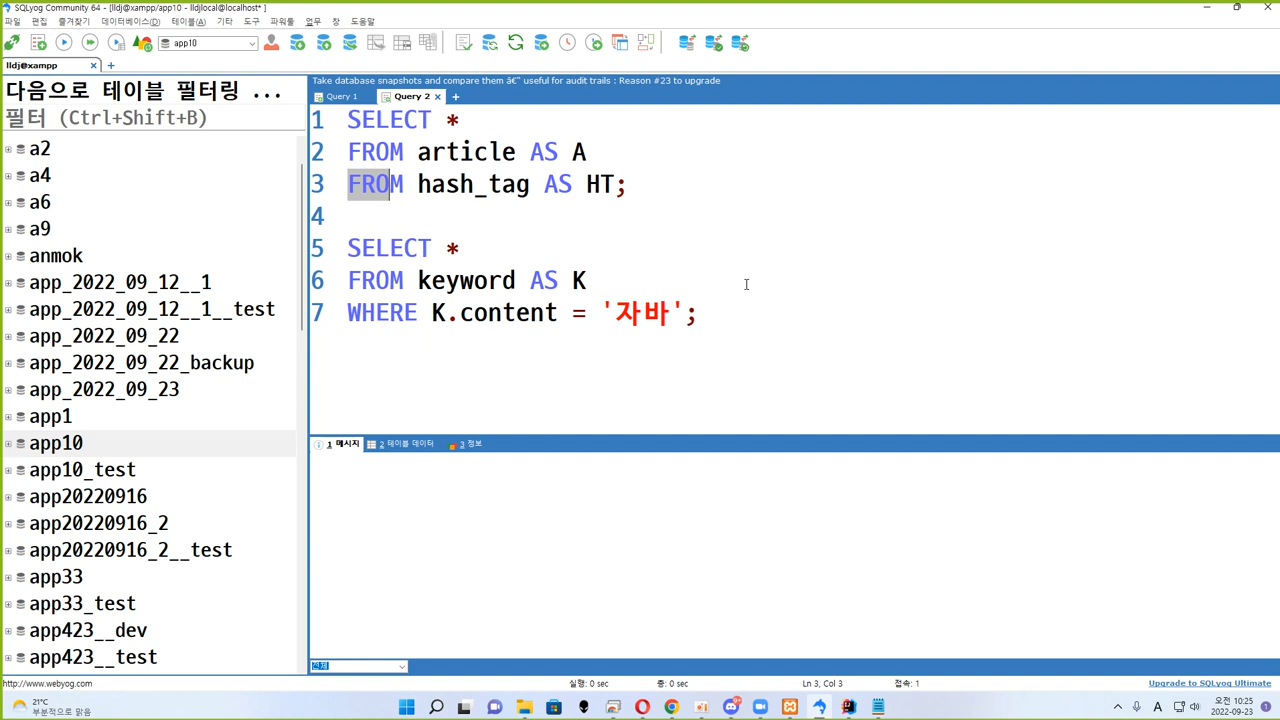 SQLyog Community 64 - [lldj@xampp/app10 - lldjlocal@localhost* ]
파일 편집 즐겨찾기 데이터베이스(D) 테이블(A) 기타 도구 파워툴 업무 창 도움말
app10
lldj@xampp
다음으로 테이블 필터링 ...
필터 (Ctrl+Shift+B)
a2
a4
a6
a9
anmok
app_2022_09_12__1
app_2022_09_12__1__test
app_2022_09_22
app_2022_09_22_backup
app_2022_09_23
app1
app10
app10_test
app20220916
app20220916_2
app20220916_2__test
app33
app33_test
app423__dev
app423__test
Take database snapshots and compare them â€" useful for audit trails : Reason #23 to upgrade
Query 1 Query 2
1 SELECT *
2 FROM article AS A
3 FROM hash_tag AS HT;
4
5 SELECT *
6 FROM keyword AS K
7 WHERE K.content = '자바';
1 메시지 2 테이블 데이터 3 정보
전체
http://www.webyog.com 실행: 0 sec 총: 0 sec Ln 3, Col 3 접속: 1 Upgrade to SQLyog Ultimate
21°C
부분적으로 맑음
A
오전 10:25
2022-09-23